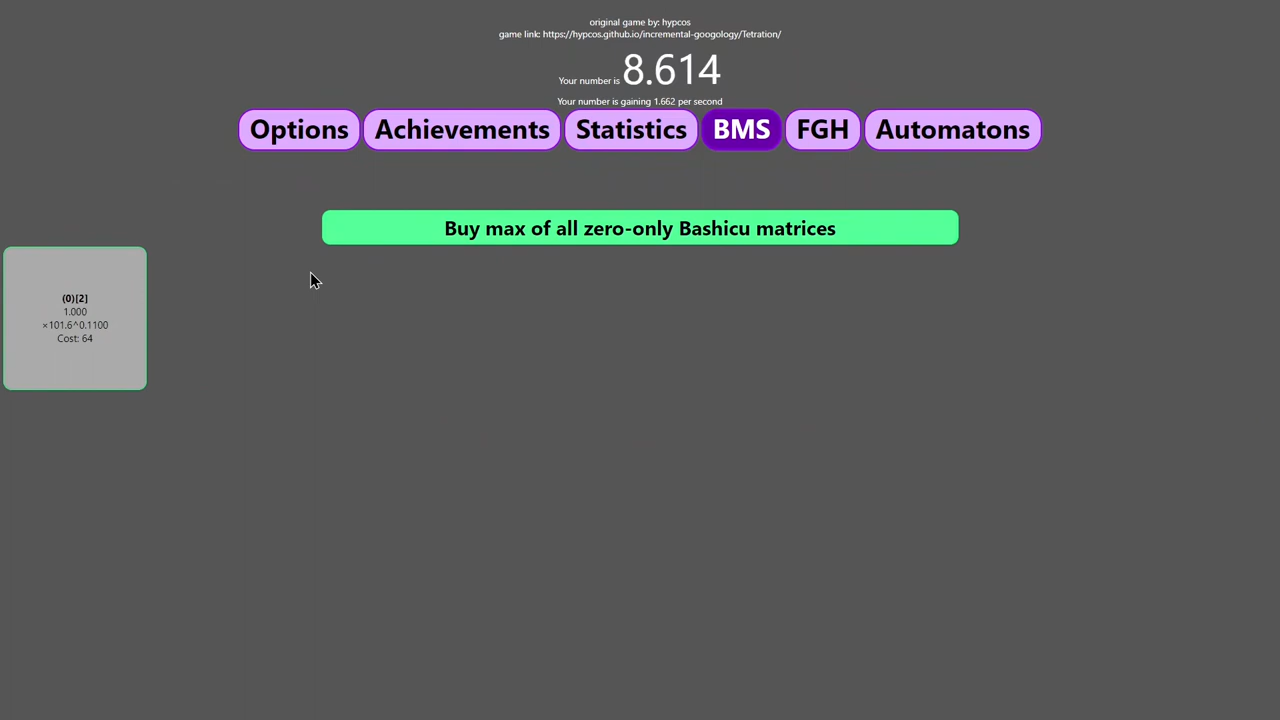 original game by: hypcos
game link: https://hypcos.github.io/incremental-googology/Tetration/
Your number is 8.614
Your number is gaining 1.662 per second
Options Achievements Statistics BMS FGH Automatons
Buy max of all zero-only Bashicu matrices
(0)[2]
1.000
×101.6^0.1100
Cost: 64